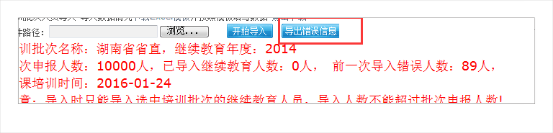 件路径： 浏览... 开始导入 导出错误信息
训批次名称：湖南省省直，继续教育年度：2014
次申报人数：10000人，已导入继续教育人数：0人， 前一次导入错误人数：89人，
课培训时间：2016-01-24
意：导入时只能导入选中培训批次的继续教育人员，导入人数不能超过批次申报人数！